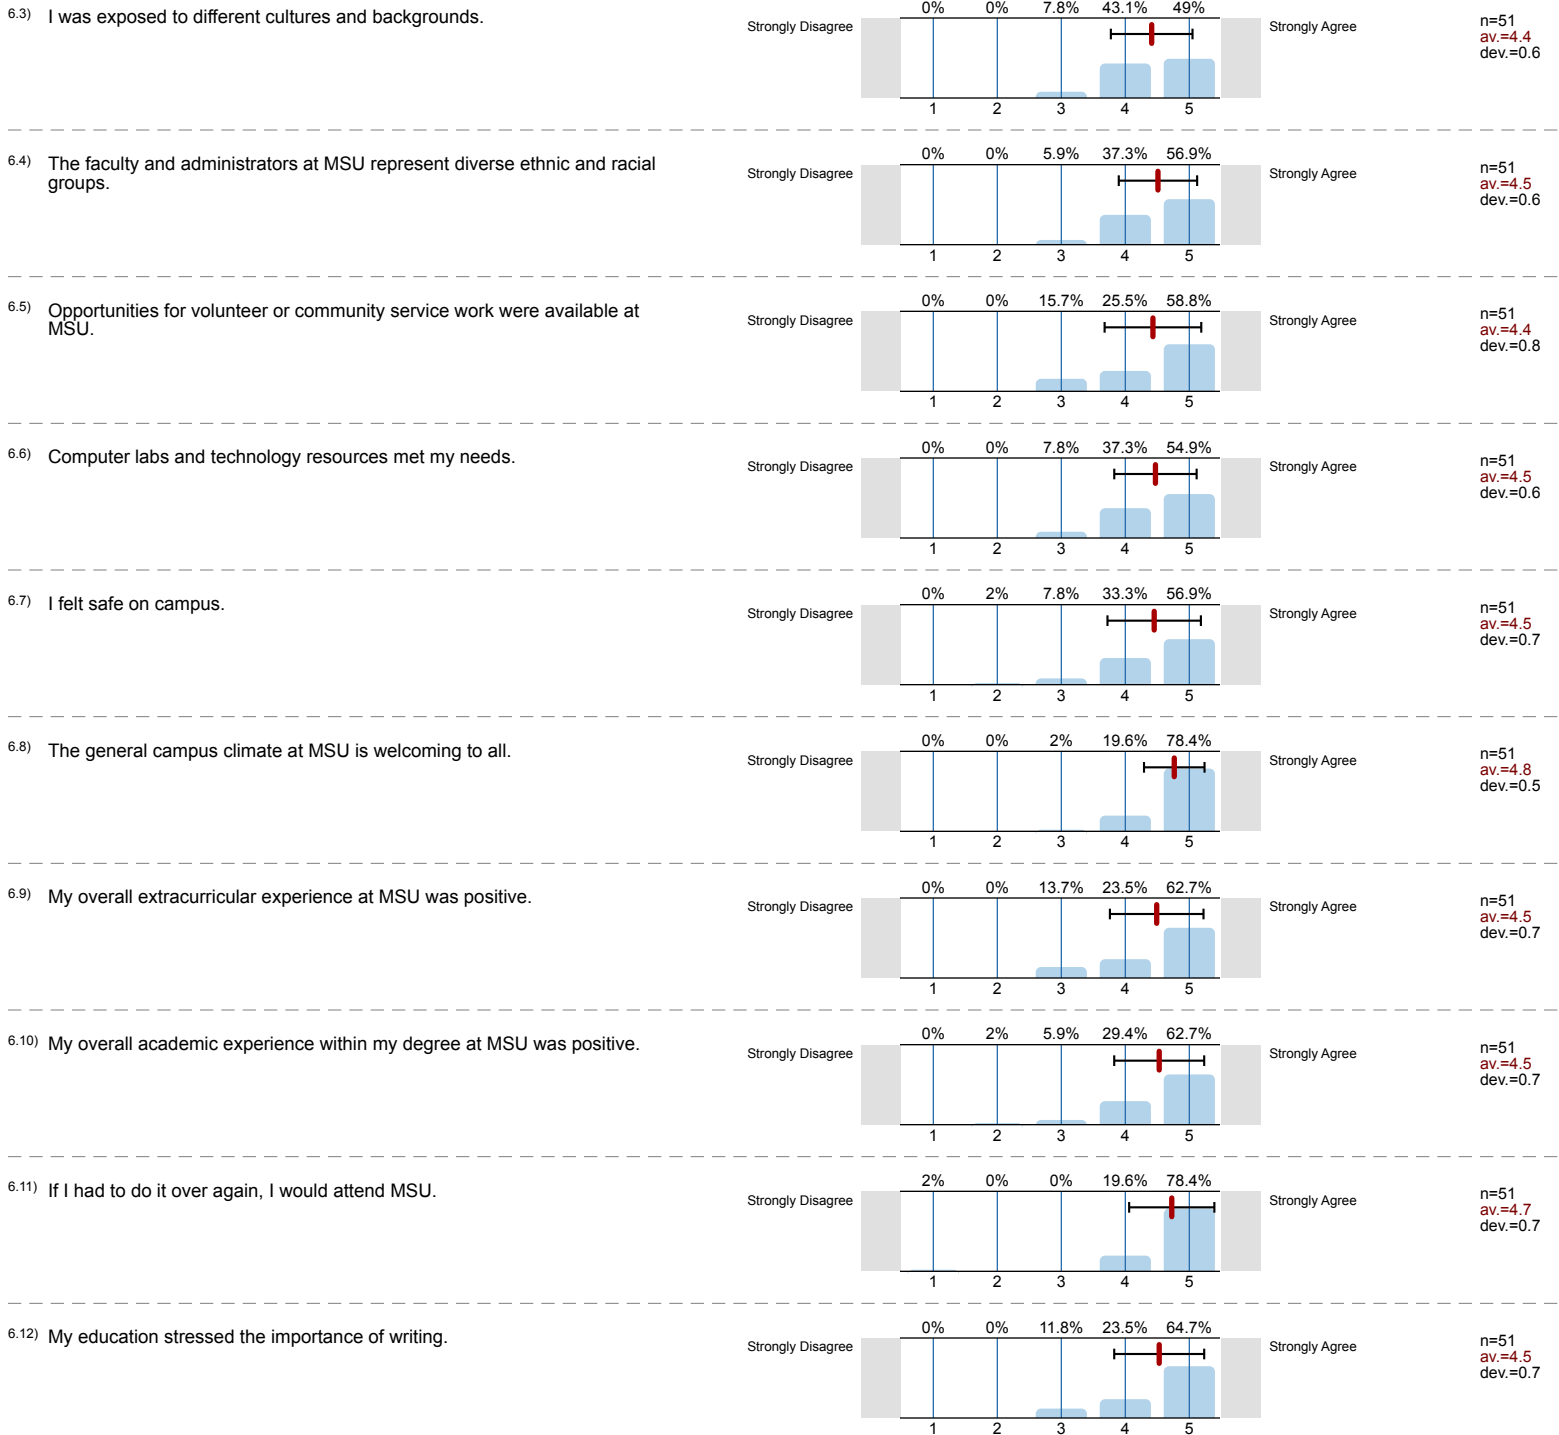 6.3) I was exposed to different cultures and backgrounds.
0% 0% 7.8% 43.1% 49%
Strongly Disagree
Strongly Agree
n=51
av.=4.4
dev.=0.6
1 2 3 4 5
6.4) The faculty and administrators at MSU represent diverse ethnic and racial
groups.
0% 0% 5.9% 37.3% 56.9%
Strongly Disagree
Strongly Agree
n=51
av.=4.5
dev.=0.6
1 2 3 4 5
6.5) Opportunities for volunteer or community service work were available at
MSU.
0% 0% 15.7% 25.5% 58.8%
Strongly Disagree
Strongly Agree
n=51
av.=4.4
dev.=0.8
1 2 3 4 5
6.6) Computer labs and technology resources met my needs.
0% 0% 7.8% 37.3% 54.9%
Strongly Disagree
Strongly Agree
n=51
av.=4.5
dev.=0.6
1 2 3 4 5
6.7) I felt safe on campus.
0% 2% 7.8% 33.3% 56.9%
Strongly Disagree
Strongly Agree
n=51
av.=4.5
dev.=0.7
1 2 3 4 5
6.8) The general campus climate at MSU is welcoming to all.
0% 0% 2% 19.6% 78.4%
Strongly Disagree
Strongly Agree
n=51
av.=4.8
dev.=0.5
1 2 3 4 5
6.9) My overall extracurricular experience at MSU was positive.
0% 0% 13.7% 23.5% 62.7%
Strongly Disagree
Strongly Agree
n=51
av.=4.5
dev.=0.7
1 2 3 4 5
6.10) My overall academic experience within my degree at MSU was positive.
0% 2% 5.9% 29.4% 62.7%
Strongly Disagree
Strongly Agree
n=51
av.=4.5
dev.=0.7
1 2 3 4 5
6.11) If I had to do it over again, I would attend MSU.
2% 0% 0% 19.6% 78.4%
Strongly Disagree
Strongly Agree
n=51
av.=4.7
dev.=0.7
1 2 3 4 5
6.12) My education stressed the importance of writing.
0% 0% 11.8% 23.5% 64.7%
Strongly Disagree
Strongly Agree
n=51
av.=4.5
dev.=0.7
1 2 3 4 5